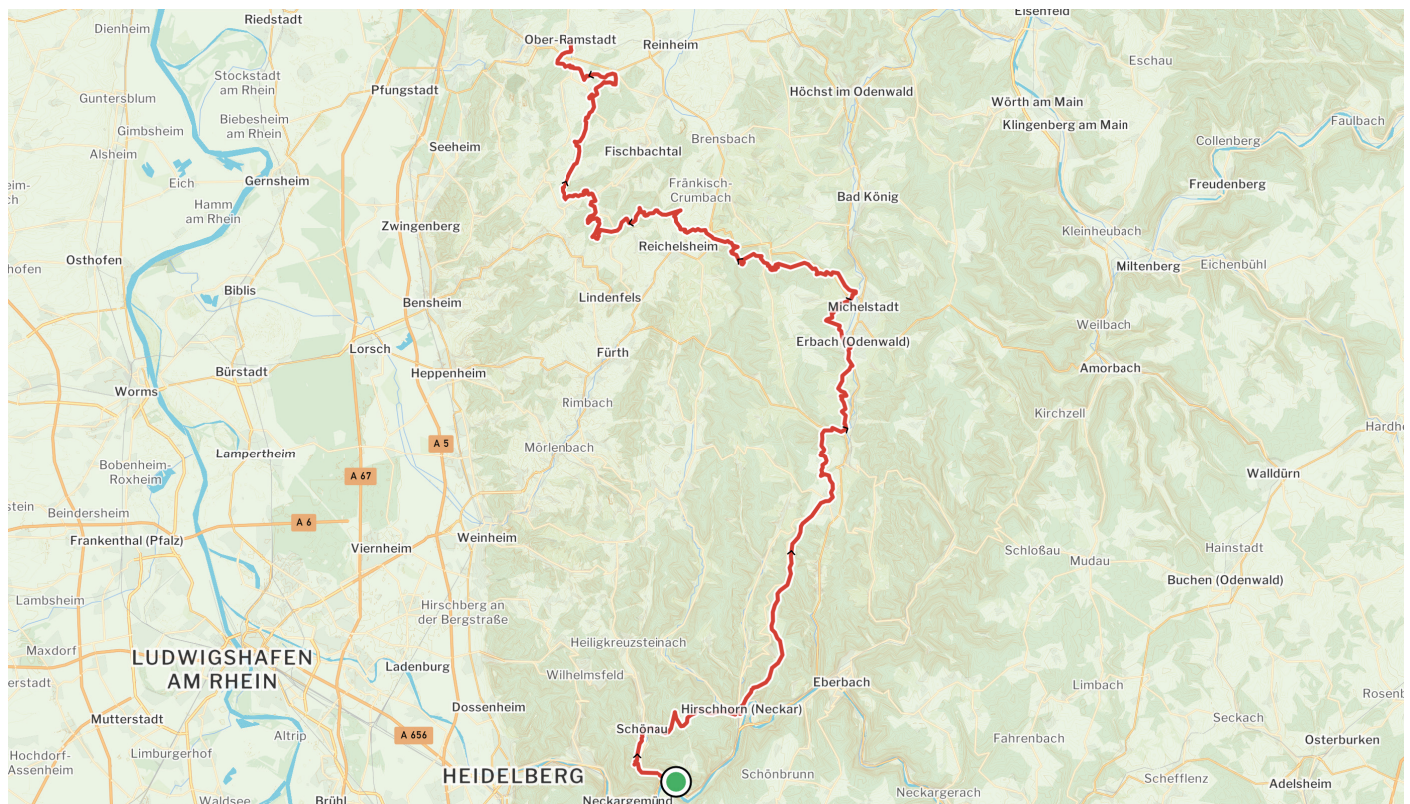 Riedstadt
Eisenfeld
Dienheim
Ober-Ramstadt
Reinheim
Eschau
Stockstadt
am Rhein
Pfungstadt
Höchst im Odenwald
Guntersblum
Wörth am Main
Klingenberg am Main
Biebesheim
am Rhein
Gimbsheim
Faulbach
Collenberg
Brensbach
Seeheim
Fischbachtal
Alsheim
Eich
Gernsheim
Fränkisch-
Crumbach
Freudenberg
eim-
ch
Bad König
Hamm
am Rhein
Zwingenberg
Kleinheubach
Reichelsheim
Osthofen
hofen
Miltenberg
Eichenbühl
Biblis
Lindenfels
Bensheim
Michelstadt
Weilbach
Erbach (Odenwald)
Lorsch
Fürth
Amorbach
Bürstadt
Heppenheim
Worms
Rimbach
Kirchzell
Hardh
A 5
Mörlenbach
Lampertheim
Bobenheim-
Roxheim
A 67
Walldürn
stein
Beindersheim
A 6
Frankenthal (Pfalz)
Weinheim
Viernheim
Schloßau
Mudau
Hainstadt
Buchen (Odenwald)
Lambsheim
Hirschberg an
der Bergstraße
Heiligkreuzsteinach
Maxdorf
LUDWIGSHAFEN
AM RHEIN
Ladenburg
Wilhelmsfeld
Eberbach
erstadt
Limbach
Rosenb
Dossenheim
Hirschhorn (Neckar)
Mutterstadt
Seckach
Schönau
Altrip
A 656
Fahrenbach
Osterburken
Limburgerhof
Hochdorf-
Assenheim
HEIDELBERG
Schönbrunn
Schefflenz
Adelsheim
Neckargerach
Waldsee
Brühl
Neckargemünd